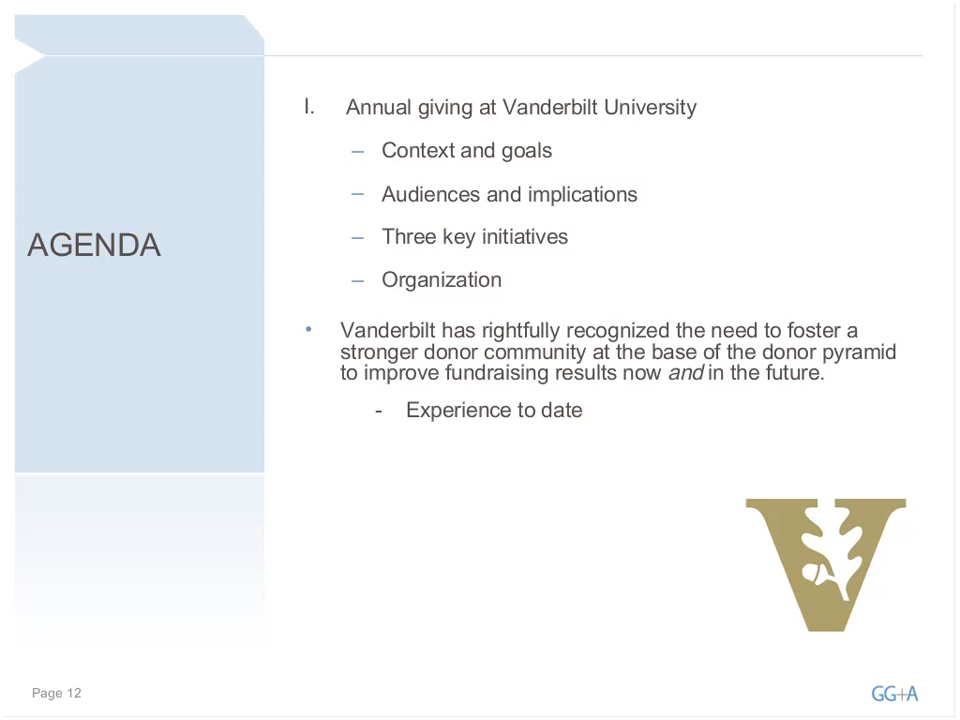 AGENDA
I. Annual giving at Vanderbilt University
– Context and goals
– Audiences and implications
– Three key initiatives
– Organization
• Vanderbilt has rightfully recognized the need to foster a
stronger donor community at the base of the donor pyramid
to improve fundraising results now and in the future.
- Experience to date
V
Page 12
GG+A